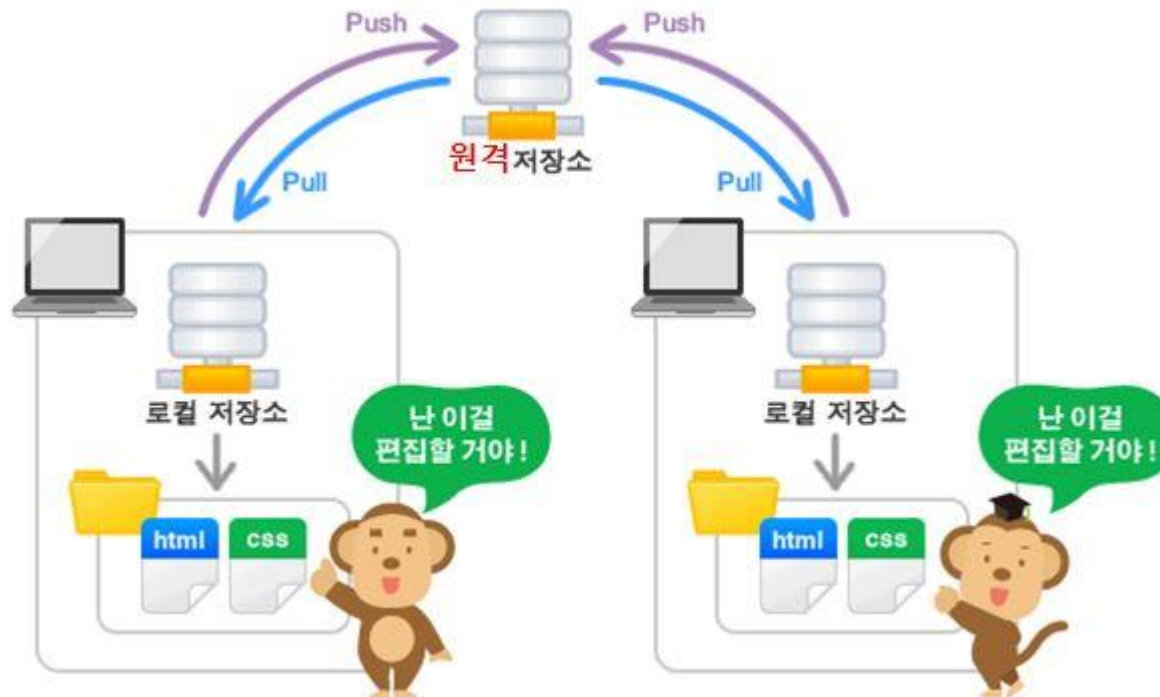 Push
Push
원격 저장소
Pull
Pull
로컬 저장소
로컬 저장소
난 이걸
편집할 거야 !
난 이걸
편집할 거야 !
html
css
html
css